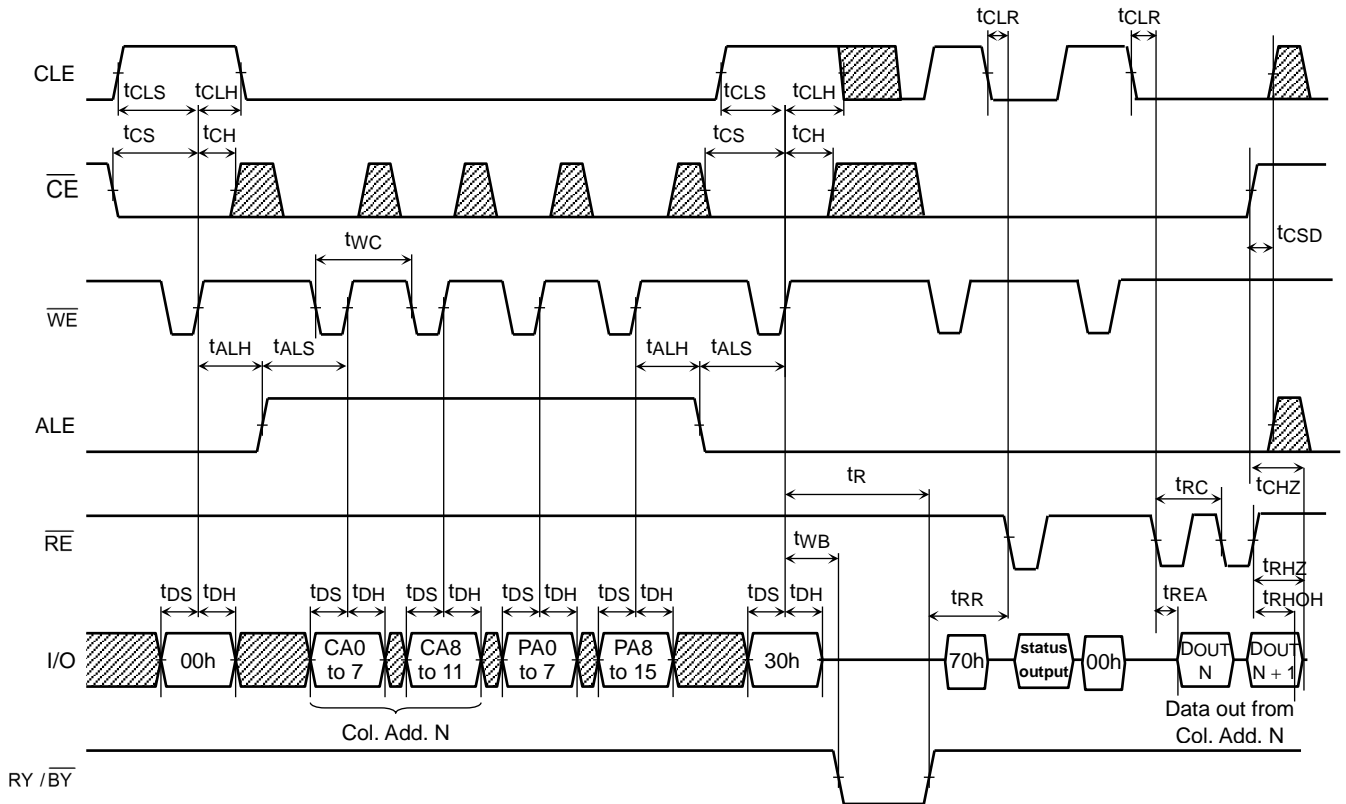 tCLR tCLR
CLE
tCLS tCLH tCLS tCLH
tCS tCH tCS tCH
CE
tCSD
tWC
WE
tALH tALS tALH tALS
ALE
tR
tRC tCHZ
RE
tWB
tRHZ
tDS tDH tDS tDH tDS tDH tDS tDH tDS tDH tDS tDH tRR tREA tRHOH
I/O 00h CA0 to 7 CA8 to 11 PA0 to 7 PA8 to 15 30h 70h status output 00h DOUT N DOUT N + 1
Col. Add. N
Data out from
Col. Add. N
RY / BY